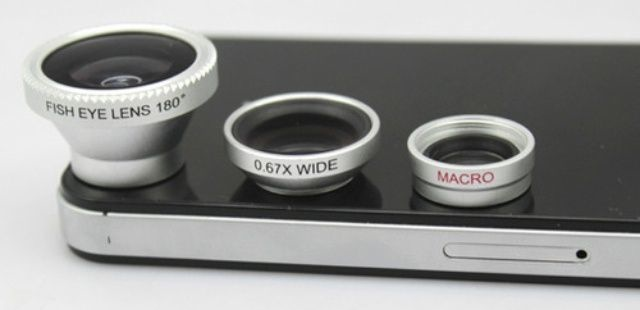 FISH EYE LENS 180°
0.67X WIDE
MACRO